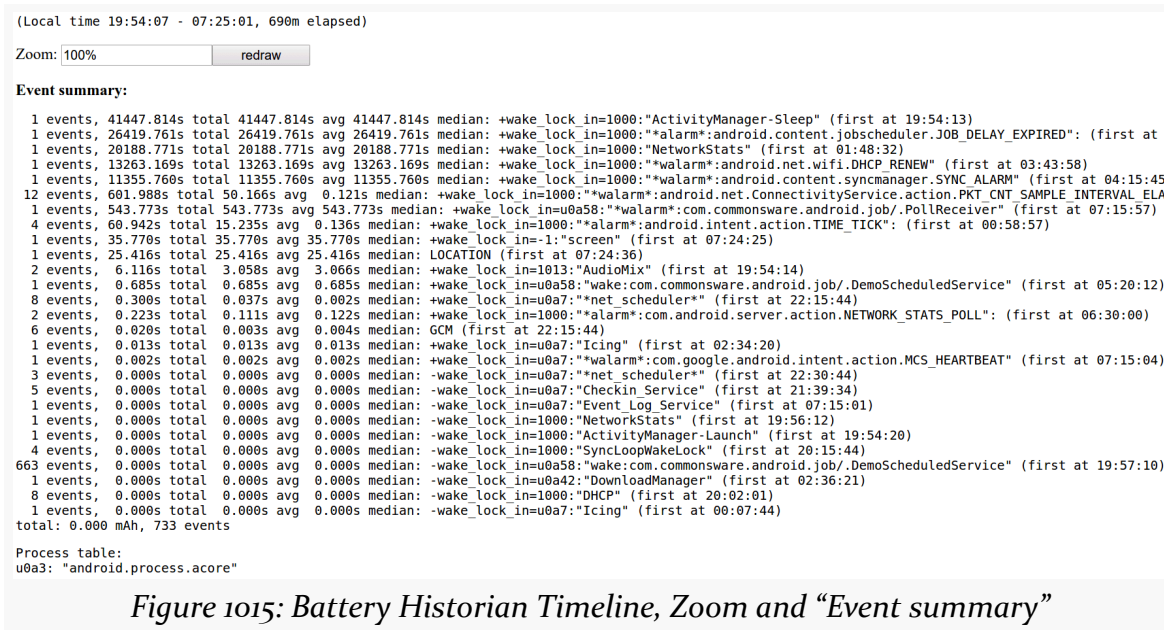 (Local time 19:54:07 - 07:25:01, 690m elapsed)
Zoom: 100% redraw
Event summary:
1 events, 41447.814s total 41447.814s avg 41447.814s median: +wake_lock_in=1000:"ActivityManager-Sleep" (first at 19:54:13)
1 events, 26419.761s total 26419.761s avg 26419.761s median: +wake_lock_in=1000:"*alarm*:android.content.jobscheduler.JOB_DELAY_EXPIRED": (first at
1 events, 20188.771s total 20188.771s avg 20188.771s median: +wake_lock_in=1000:"NetworkStats" (first at 01:48:32)
1 events, 13263.169s total 13263.169s avg 13263.169s median: +wake_lock_in=1000:"*walarm*:android.net.wifi.DHCP_RENEW" (first at 03:43:58)
1 events, 11355.760s total 11355.760s avg 11355.760s median: +wake_lock_in=1000:"*walarm*:android.content.syncmanager.SYNC_ALARM" (first at 04:15:45
12 events, 601.988s total 50.166s avg 0.121s median: +wake_lock_in=1000:"*walarm*:android.net.ConnectivityService.action.PKT_CNT_SAMPLE_INTERVAL_ELA
1 events, 543.773s total 543.773s avg 543.773s median: +wake_lock_in=u0a58:"*walarm*:com.commonsware.android.job/.PollReceiver" (first at 07:15:57)
4 events, 60.942s total 15.235s avg 0.136s median: +wake_lock_in=1000:"*alarm*:android.intent.action.TIME_TICK": (first at 00:58:57)
1 events, 35.770s total 35.770s avg 35.770s median: +wake_lock_in=-1:"screen" (first at 07:24:25)
1 events, 25.416s total 25.416s avg 25.416s median: LOCATION (first at 07:24:36)
2 events, 6.116s total 3.058s avg 3.066s median: +wake_lock_in=1013:"AudioMix" (first at 19:54:14)
1 events, 0.685s total 0.685s avg 0.685s median: +wake_lock_in=u0a58:"wake:com.commonsware.android.job/.DemoScheduledService" (first at 05:20:12)
8 events, 0.300s total 0.037s avg 0.002s median: +wake_lock_in=u0a7:"*net_scheduler*" (first at 22:15:44)
2 events, 0.223s total 0.111s avg 0.122s median: +wake_lock_in=1000:"*alarm*:com.android.server.action.NETWORK_STATS_POLL": (first at 06:30:00)
6 events, 0.020s total 0.003s avg 0.004s median: GCM (first at 22:15:44)
1 events, 0.013s total 0.013s avg 0.013s median: +wake_lock_in=u0a7:"Icing" (first at 02:34:20)
1 events, 0.002s total 0.002s avg 0.002s median: +wake_lock_in=u0a7:"*walarm*:com.google.android.intent.action.MCS_HEARTBEAT" (first at 07:15:04)
3 events, 0.000s total 0.000s avg 0.000s median: -wake_lock_in=u0a7:"*net_scheduler*" (first at 22:30:44)
5 events, 0.000s total 0.000s avg 0.000s median: -wake_lock_in=u0a7:"Checkin_Service" (first at 21:39:34)
1 events, 0.000s total 0.000s avg 0.000s median: -wake_lock_in=u0a7:"Event_Log_Service" (first at 07:15:01)
1 events, 0.000s total 0.000s avg 0.000s median: -wake_lock_in=1000:"NetworkStats" (first at 19:56:12)
1 events, 0.000s total 0.000s avg 0.000s median: -wake_lock_in=1000:"ActivityManager-Launch" (first at 19:54:20)
4 events, 0.000s total 0.000s avg 0.000s median: -wake_lock_in=1000:"SyncLoopWakeLock" (first at 20:15:44)
663 events, 0.000s total 0.000s avg 0.000s median: -wake_lock_in=u0a58:"wake:com.commonsware.android.job/.DemoScheduledService" (first at 19:57:10)
1 events, 0.000s total 0.000s avg 0.000s median: -wake_lock_in=u0a42:"DownloadManager" (first at 02:36:21)
8 events, 0.000s total 0.000s avg 0.000s median: -wake_lock_in=1000:"DHCP" (first at 20:02:01)
1 events, 0.000s total 0.000s avg 0.000s median: -wake_lock_in=u0a7:"Icing" (first at 00:07:44)
total: 0.000 mAh, 733 events
Process table:
u0a3: "android.process.acore"
Figure 1015: Battery Historian Timeline, Zoom and “Event summary”